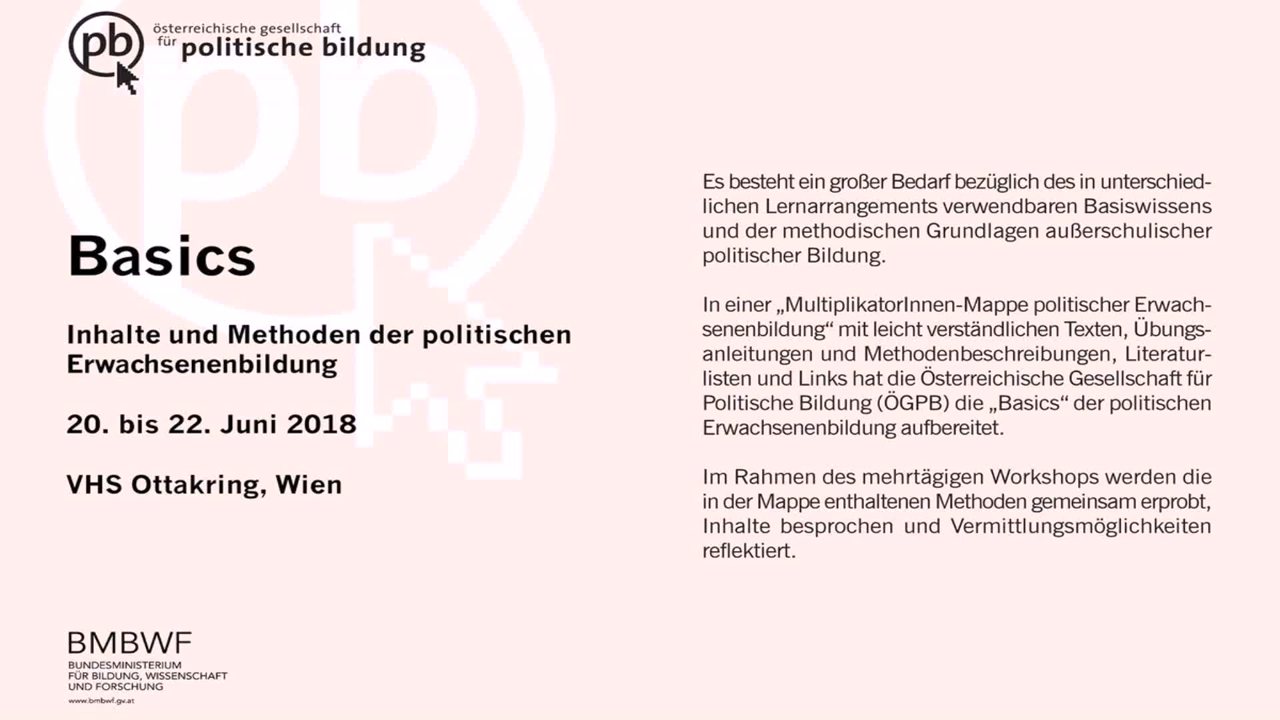 pb
österreichische gesellschaft
für politische bildung
pb
Basics
Inhalte und Methoden der politischen
Erwachsenenbildung
20. bis 22. Juni 2018
VHS Ottakring, Wien
BMBWF
BUNDESMINISTERIUM
FÜR BILDUNG, WISSENSCHAFT
UND FORSCHUNG
www.bmbwf.gv.at
Es besteht ein großer Bedarf bezüglich des in unterschied-
lichen Lernarrangements verwendbaren Basiswissens
und der methodischen Grundlagen außerschulischer
politischer Bildung.
In einer „MultiplikatorInnen-Mappe politischer Erwach-
senenbildung“ mit leicht verständlichen Texten, Übungs-
anleitungen und Methodenbeschreibungen, Literatur-
listen und Links hat die Österreichische Gesellschaft für
Politische Bildung (ÖGPB) die „Basics“ der politischen
Erwachsenenbildung aufbereitet.
Im Rahmen des mehrtägigen Workshops werden die
in der Mappe enthaltenen Methoden gemeinsam erprobt,
Inhalte besprochen und Vermittlungsmöglichkeiten
reflektiert.